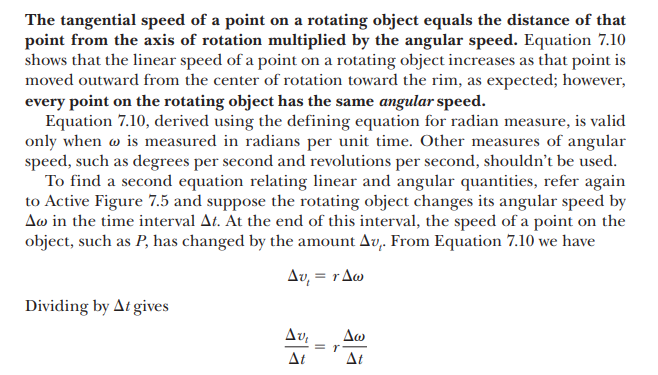 The tangential speed of a point on a rotating object equals the distance of that
point from the axis of rotation multiplied by the angular speed. Equation 7.10
shows that the linear speed of a point on a rotating object increases as that point is
moved outward from the center of rotation toward the rim, as expected; however,
every point on the rotating object has the same angular speed.
Equation 7.10, derived using the defining equation for radian measure, is valid
only when ω is measured in radians per unit time. Other measures of angular
speed, such as degrees per second and revolutions per second, shouldn't be used.
To find a second equation relating linear and angular quantities, refer again
to Active Figure 7.5 and suppose the rotating object changes its angular speed by
Δω in the time interval Δt. At the end of this interval, the speed of a point on the
object, such as P, has changed by the amount Δvₜ. From Equation 7.10 we have
Δvₜ = r Δω
Dividing by Δt gives
Δvₜ/Δt = r Δω/Δt